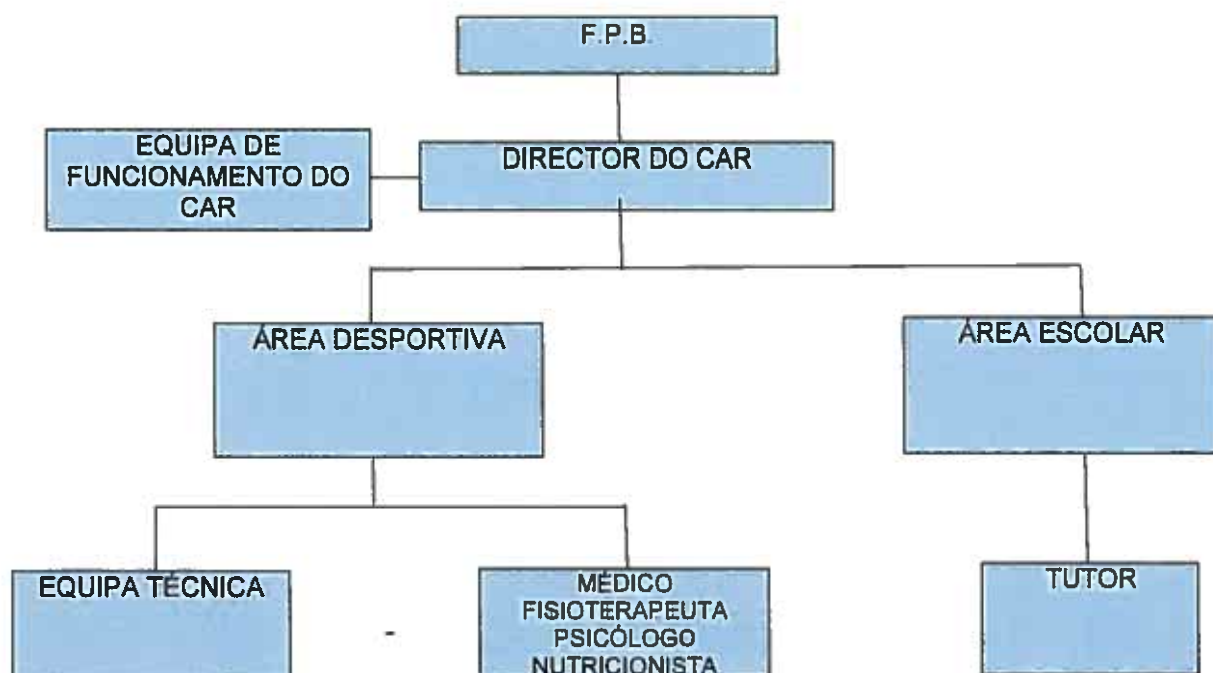 F.P.B.
EQUIPA DE
FUNCIONAMENTO DO
CAR
DIRECTOR DO CAR
ÁREA DESPORTIVA
ÁREA ESCOLAR
EQUIPA TÉCNICA
MÉDICO
FISIOTERAPEUTA
PSICÓLOGO
NUTRICIONISTA
TUTOR